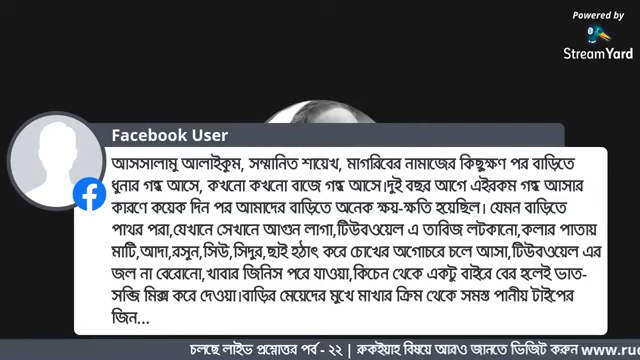 Powered by
StreamYard
Facebook User
আসসালামু আলাইকুম, সম্মানিত শায়েখ, মাগরিবের নামাজের কিছুক্ষণ পর বাড়িতে
ধুনার গন্ধ আসে, কখনো কখনো বাজে গন্ধ আসে।দুই বছর আগে এইরকম গন্ধ আসার
কারণে কয়েক দিন পর আমাদের বাড়িতে অনেক ক্ষয়-ক্ষতি হয়েছিল। যেমন বাড়িতে
পাথর পরা,যেখানে সেখানে আগুন লাগা,টিউবওয়েল এ তাবিজ লটকানো,কলার পাতায়
মাটি,আদা,রসুন,সিউ,সিদুর,ছাই হঠাৎ করে চোখের অগোচরে চলে আসা,টিউবওয়েল এর
জল না বেরোনো,খাবার জিনিস পরে যাওয়া,কিচেন থেকে একটু বাইরে বের হলেই ভাত-
সব্জি মিক্স করে দেওয়া।বাড়ির মেয়েদের মুখে মাখার ক্রিম থেকে সমস্ত পানীয় টাইপের
জিন...
চলছে লাইভ প্রশ্নোত্তর পর্ব - ২২ | রুকইয়াহ বিষয়ে আরও জানতে ভিজিট করুন www.ru